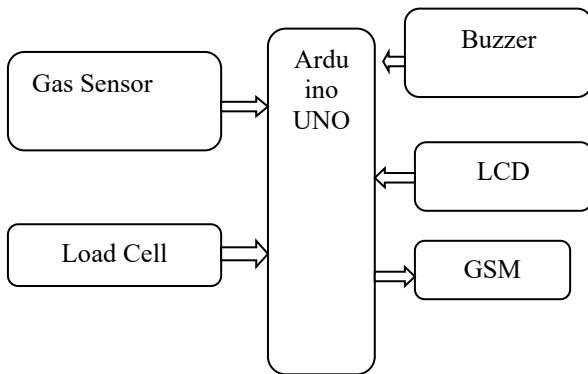 Gas Sensor
Load Cell
Ardu
ino
UNO
Buzzer
LCD
GSM